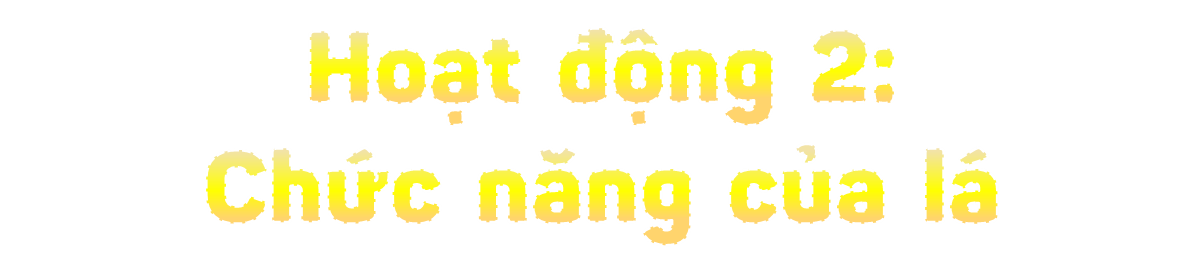 Hoạt động 2:
Chức năng của lá